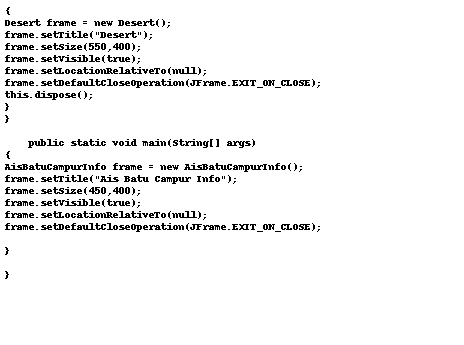 {
Desert frame = new Desert();
frame.setTitle("Desert");
frame.setSize(550,400);
frame.setVisible(true);
frame.setLocationRelativeTo(null);
frame.setDefaultCloseOperation(JFrame.EXIT_ON_CLOSE);
this.dispose();
}
}
public static void main(String[] args)
{
AisBatuCampurInfo frame = new AisBatuCampurInfo();
frame.setTitle("Ais Batu Campur Info");
frame.setSize(450,400);
frame.setVisible(true);
frame.setLocationRelativeTo(null);
frame.setDefaultCloseOperation(JFrame.EXIT_ON_CLOSE);
}
}